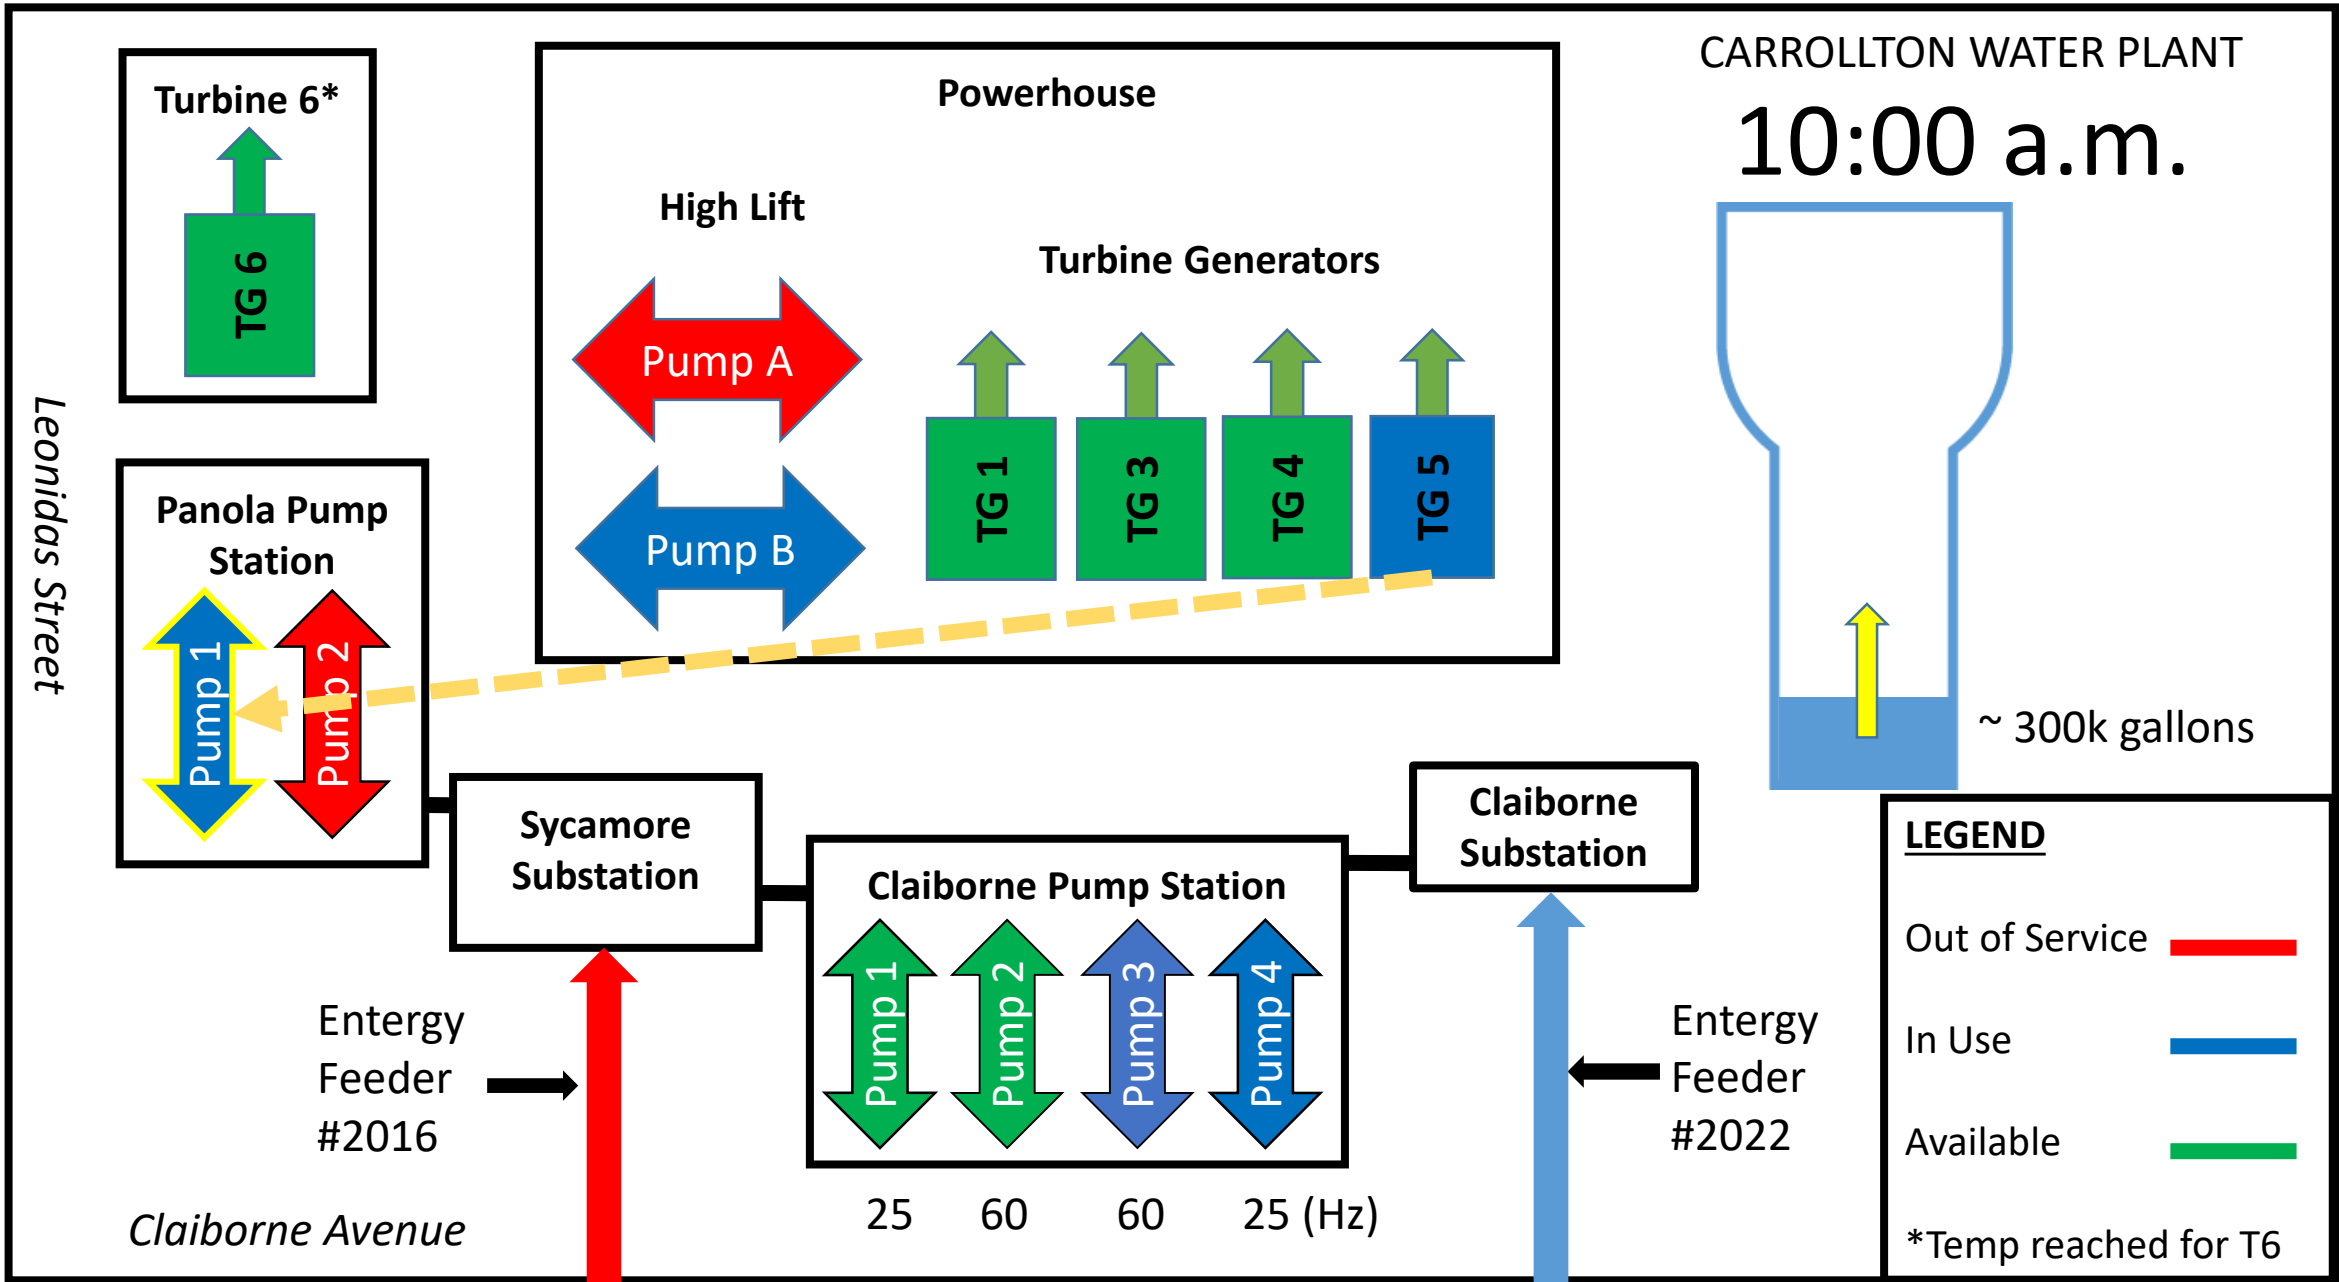 CARROLLTON WATER PLANT
10:00 a.m.
Turbine 6*
TG 6
Powerhouse
High Lift
Pump A
Pump B
Turbine Generators
TG 1
TG 3
TG 4
TG 5
Leonidas Street
Panola Pump
Station
Pump 1
Pump 2
~ 300k gallons
Sycamore
Substation
Claiborne Pump Station
Pump 1
Pump 2
Pump 3
Pump 4
25 60 60 25 (Hz)
Claiborne
Substation
Entergy
Feeder
#2016
Entergy
Feeder
#2022
Claiborne Avenue
LEGEND
Out of Service
In Use
Available
*Temp reached for T6